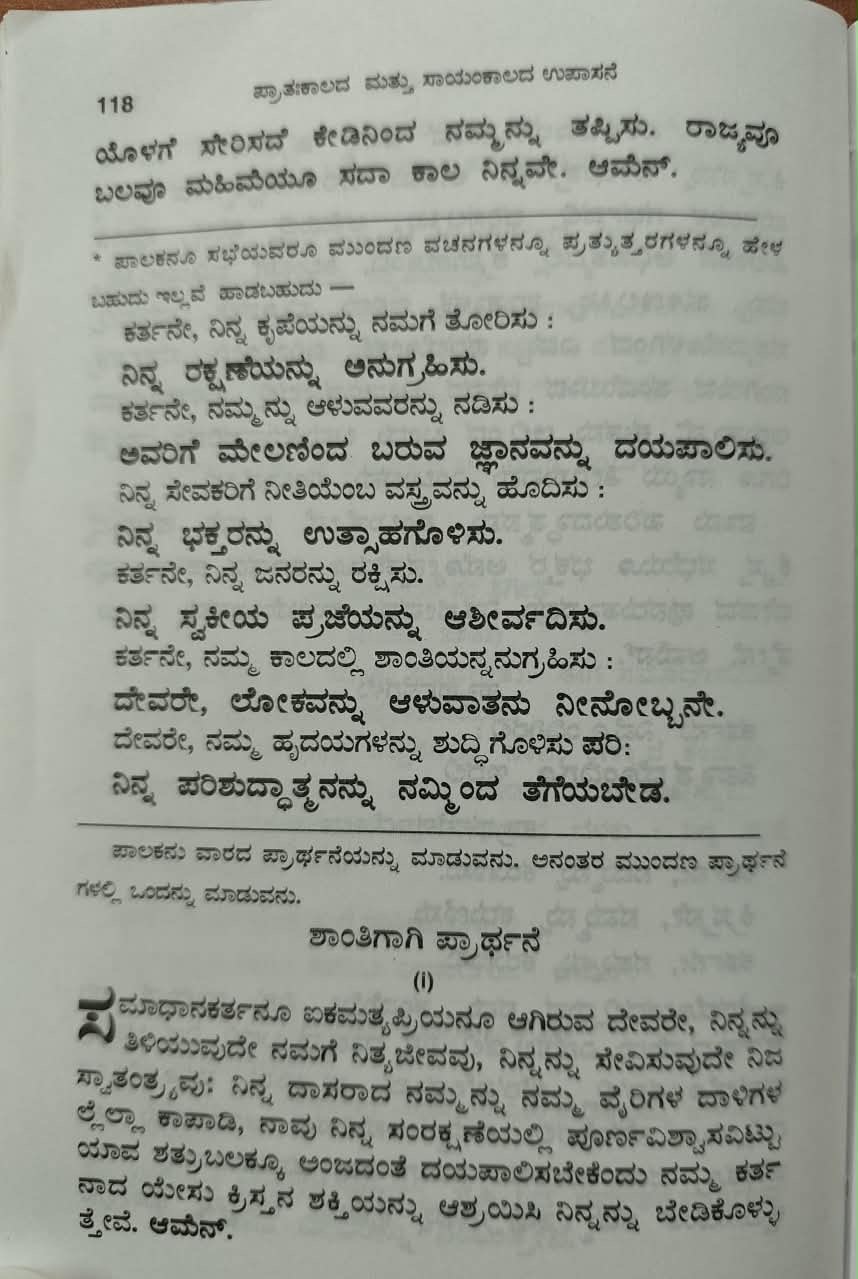 118
ಪ್ರಾತಃಕಾಲದ ಮತ್ತು ಸಾಯಂಕಾಲದ ಉಪಾಸನೆ
ಯೊಳಗೆ ಸೇರಿಸದೆ ಕೇಡಿನಿಂದ ನಮ್ಮನ್ನು ತಪ್ಪಿಸು. ರಾಜ್ಯವೂ
ಬಲವೂ ಮಹಿಮೆಯೂ ಸದಾ ಕಾಲ ನಿನ್ನವೇ. ಆಮೆನ್.
* ಪಾಲಕನೂ ಸಭೆಯವರೂ ಮುಂದಣ ವಚನಗಳನ್ನೂ ಪ್ರತ್ಯುತ್ತರಗಳನ್ನೂ ಹೇಳ
ಬಹುದು ಇಲ್ಲವೆ ಹಾಡಬಹುದು —
ಕರ್ತನೇ, ನಿನ್ನ ಕೃಪೆಯನ್ನು ನಮಗೆ ತೋರಿಸು :
ನಿನ್ನ ರಕ್ಷಣೆಯನ್ನು ಅನುಗ್ರಹಿಸು.
ಕರ್ತನೇ, ನಮ್ಮನ್ನು ಆಳುವವರನ್ನು ನಡಿಸು :
ಅವರಿಗೆ ಮೇಲಣಿಂದ ಬರುವ ಜ್ಞಾನವನ್ನು ದಯಪಾಲಿಸು.
ನಿನ್ನ ಸೇವಕರಿಗೆ ನೀತಿಯೆಂಬ ವಸ್ತ್ರವನ್ನು ಹೊದಿಸು :
ನಿನ್ನ ಭಕ್ತರನ್ನು ಉತ್ಸಾಹಗೊಳಿಸು.
ಕರ್ತನೇ, ನಿನ್ನ ಜನರನ್ನು ರಕ್ಷಿಸು.
ನಿನ್ನ ಸ್ವಕೀಯ ಪ್ರಜೆಯನ್ನು ಆಶೀರ್ವದಿಸು.
ಕರ್ತನೇ, ನಮ್ಮ ಕಾಲದಲ್ಲಿ ಶಾಂತಿಯನ್ನನುಗ್ರಹಿಸು :
ದೇವರೇ, ಲೋಕವನ್ನು ಆಳುವಾತನು ನೀನೋಬ್ಬನೇ.
ದೇವರೇ, ನಮ್ಮ ಹೃದಯಗಳನ್ನು ಶುದ್ಧಿಗೊಳಿಸು ಪರಿ:
ನಿನ್ನ ಪರಿಶುದ್ಧಾತ್ಮನನ್ನು ನಮ್ಮಿಂದ ತೆಗೆಯಬೇಡ.
ಪಾಲಕನು ವಾರದ ಪ್ರಾರ್ಥನೆಯನ್ನು ಮಾಡುವನು. ಅನಂತರ ಮುಂದಣ ಪ್ರಾರ್ಥನೆ
ಗಳಲ್ಲಿ ಒಂದನ್ನು ಮಾಡುವನು.
ಶಾಂತಿಗಾಗಿ ಪ್ರಾರ್ಥನೆ
(i)
ಸಮಾಧಾನಕರ್ತನೂ ಐಕಮತ್ಯಪ್ರಿಯನೂ ಆಗಿರುವ ದೇವರೇ, ನಿನ್ನನ್ನು
ತಿಳಿಯುವುದೇ ನಮಗೆ ನಿತ್ಯಜೀವವು, ನಿನ್ನನ್ನು ಸೇವಿಸುವುದೇ ನಿಜ
ಸ್ವಾತಂತ್ರ್ಯವು: ನಿನ್ನ ದಾಸರಾದ ನಮ್ಮನ್ನು ನಮ್ಮ ವೈರಿಗಳ ದಾಳಿಗಳ
ಲ್ಲೆಲ್ಲಾ ಕಾಪಾಡಿ, ನಾವು ನಿನ್ನ ಸಂರಕ್ಷಣೆಯಲ್ಲಿ ಪೂರ್ಣವಿಶ್ವಾಸವಿಟ್ಟು
ಯಾವ ಶತ್ರುಬಲಕ್ಕೂ ಅಂಜದಂತೆ ದಯಪಾಲಿಸಬೇಕೆಂದು ನಮ್ಮ ಕರ್ತ
ನಾದ ಯೇಸು ಕ್ರಿಸ್ತನ ಶಕ್ತಿಯನ್ನು ಆಶ್ರಯಿಸಿ ನಿನ್ನನ್ನು ಬೇಡಿಕೊಳ್ಳು
ತ್ತೇವೆ. ಆಮೆನ್.